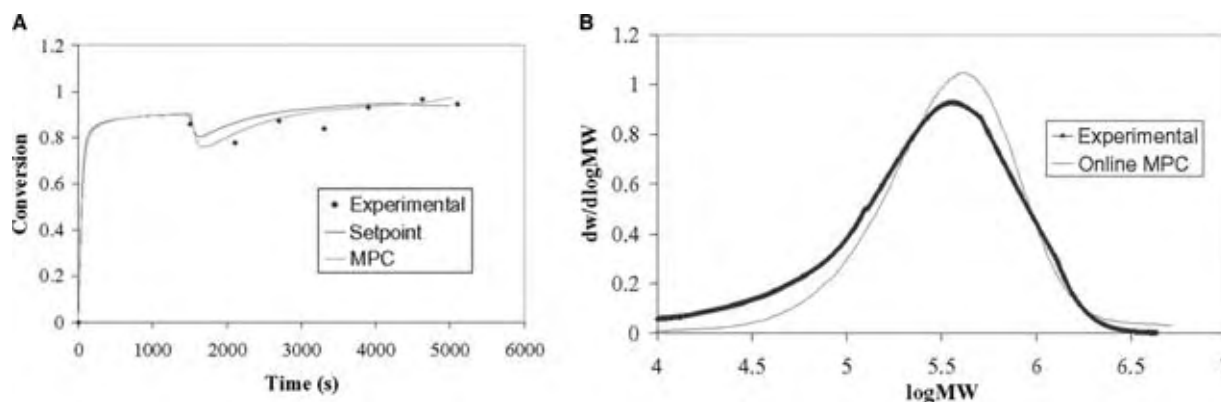 A
1.2
1
0.8
0.6
0.4
0.2
0
Conversion
Experimental
Setpoint
MPC
0 1000 2000 3000 4000 5000 6000
Time (s)
B
1.2
1
0.8
0.6
0.4
0.2
0
dw/dlogMW
Experimental
Online MPC
4 4.5 5 5.5 6 6.5
logMW